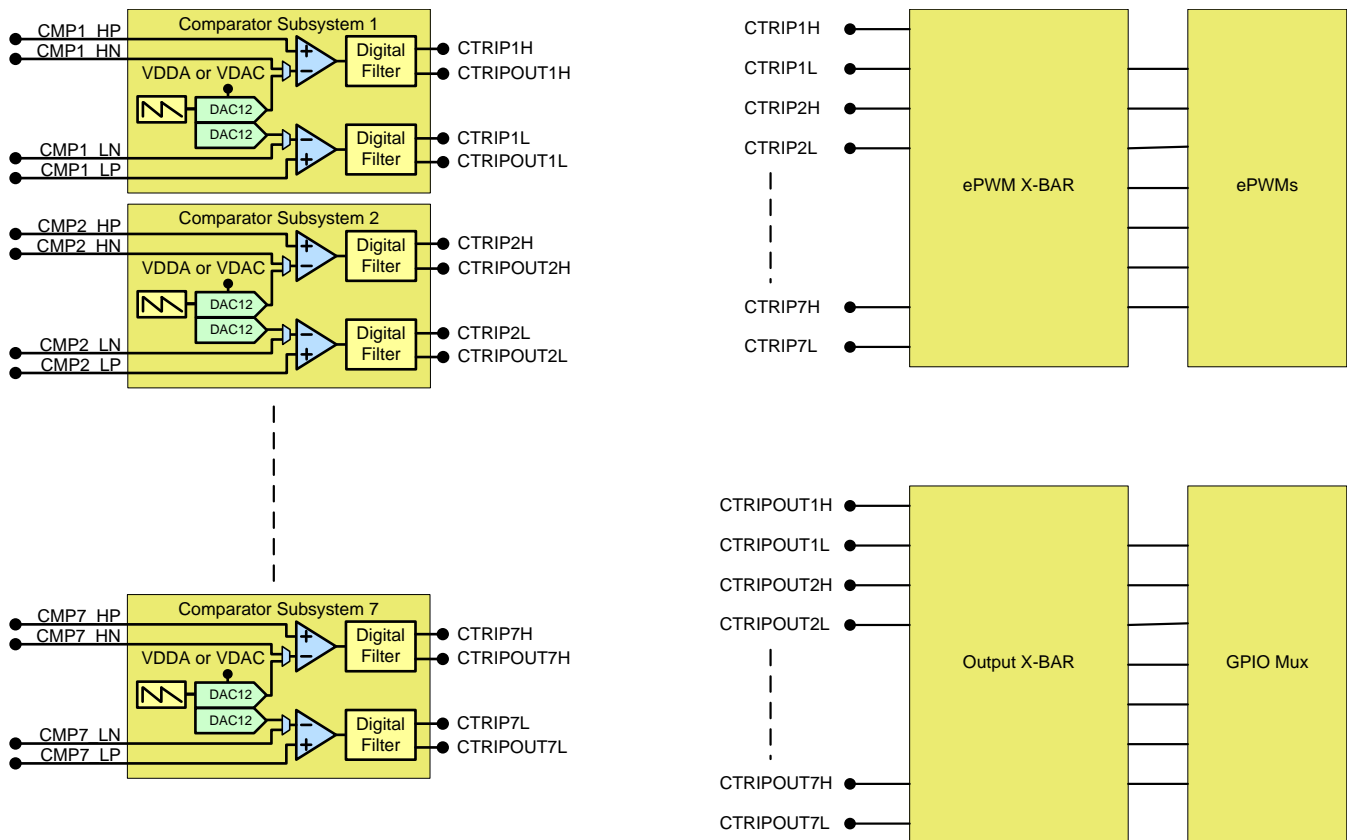 Comparator Subsystem 1
CMP1_HP
CMP1_HN
VDDA or VDAC
DAC12
DAC12
CMP1_LN
CMP1_LP
Digital
Filter
Digital
Filter
CTRIP1H
CTRIPOUT1H
CTRIP1L
CTRIPOUT1L
Comparator Subsystem 2
CMP2_HP
CMP2_HN
VDDA or VDAC
DAC12
DAC12
CMP2_LN
CMP2_LP
Digital
Filter
Digital
Filter
CTRIP2H
CTRIPOUT2H
CTRIP2L
CTRIPOUT2L
Comparator Subsystem 7
CMP7_HP
CMP7_HN
VDDA or VDAC
DAC12
DAC12
CMP7_LN
CMP7_LP
Digital
Filter
Digital
Filter
CTRIP7H
CTRIPOUT7H
CTRIP7L
CTRIPOUT7L
CTRIP1H
CTRIP1L
CTRIP2H
CTRIP2L
CTRIP7H
CTRIP7L
ePWM X-BAR
ePWMs
CTRIPOUT1H
CTRIPOUT1L
CTRIPOUT2H
CTRIPOUT2L
CTRIPOUT7H
CTRIPOUT7L
Output X-BAR
GPIO Mux